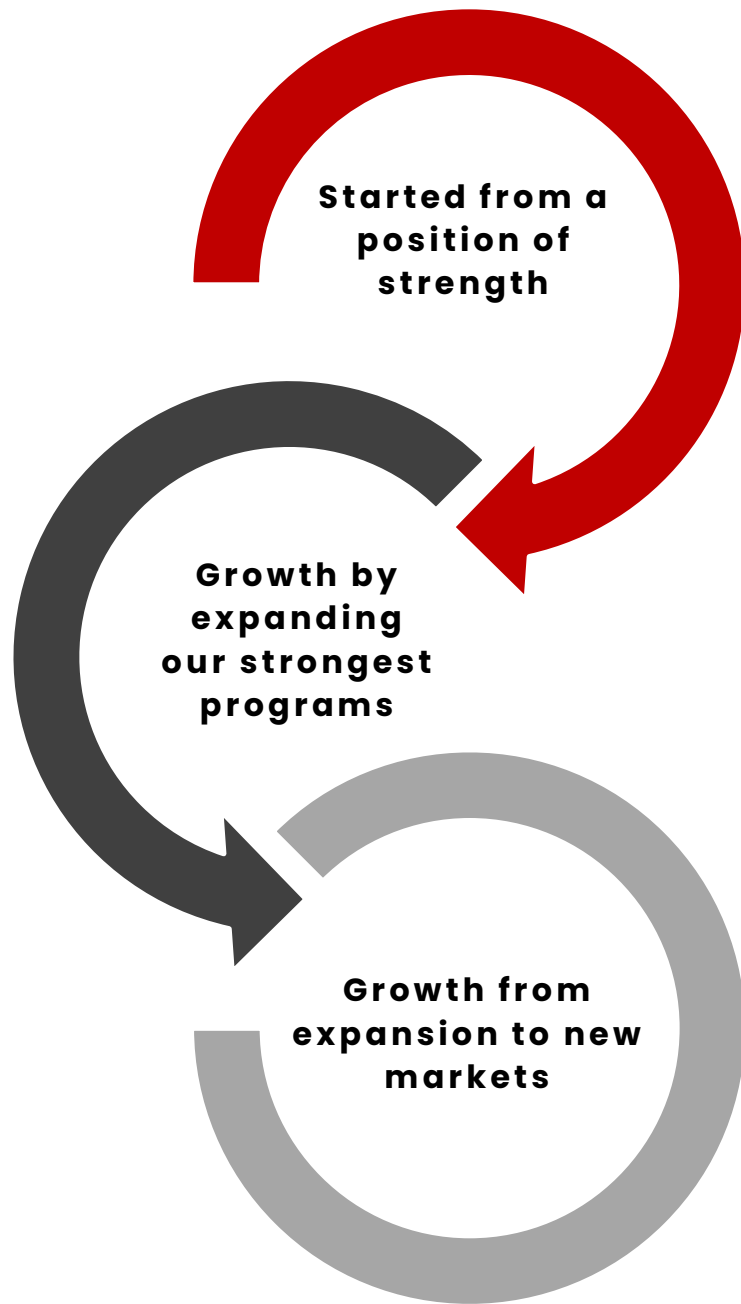 Started from a
position of
strength
Growth by
expanding
our strongest
programs
Growth from
expansion to new
markets